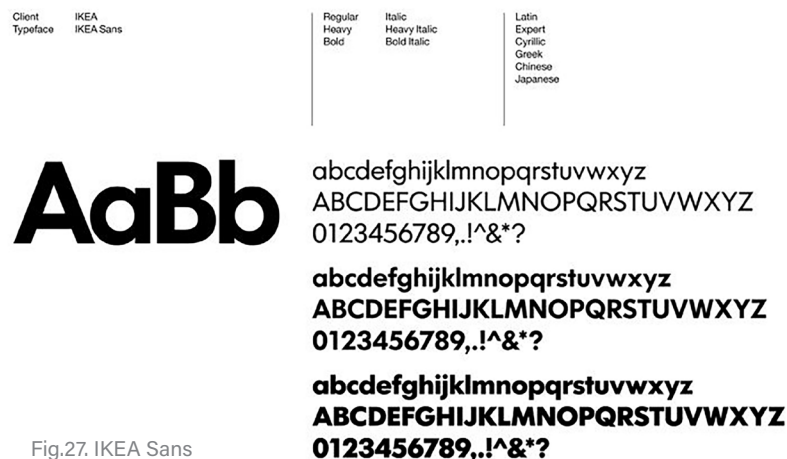 Client IKEA
Typeface IKEA Sans
Regular Italic
Heavy Heavy Italic
Bold Bold Italic
Latin
Expert
Cyrillic
Greek
Chinese
Japanese
AaBb
abcdefghijklmnopqrstuvwxyz
ABCDEFGHIJKLMNOPQRSTUVWXYZ
0123456789,.!^&*?
abcdefghijklmnopqrstuvwxyz
ABCDEFGHIJKLMNOPQRSTUVWXYZ
0123456789,.!^&*?
abcdefghijklmnopqrstuvwxyz
ABCDEFGHIJKLMNOPQRSTUVWXYZ
0123456789,.!^&*?
Fig.27. IKEA Sans